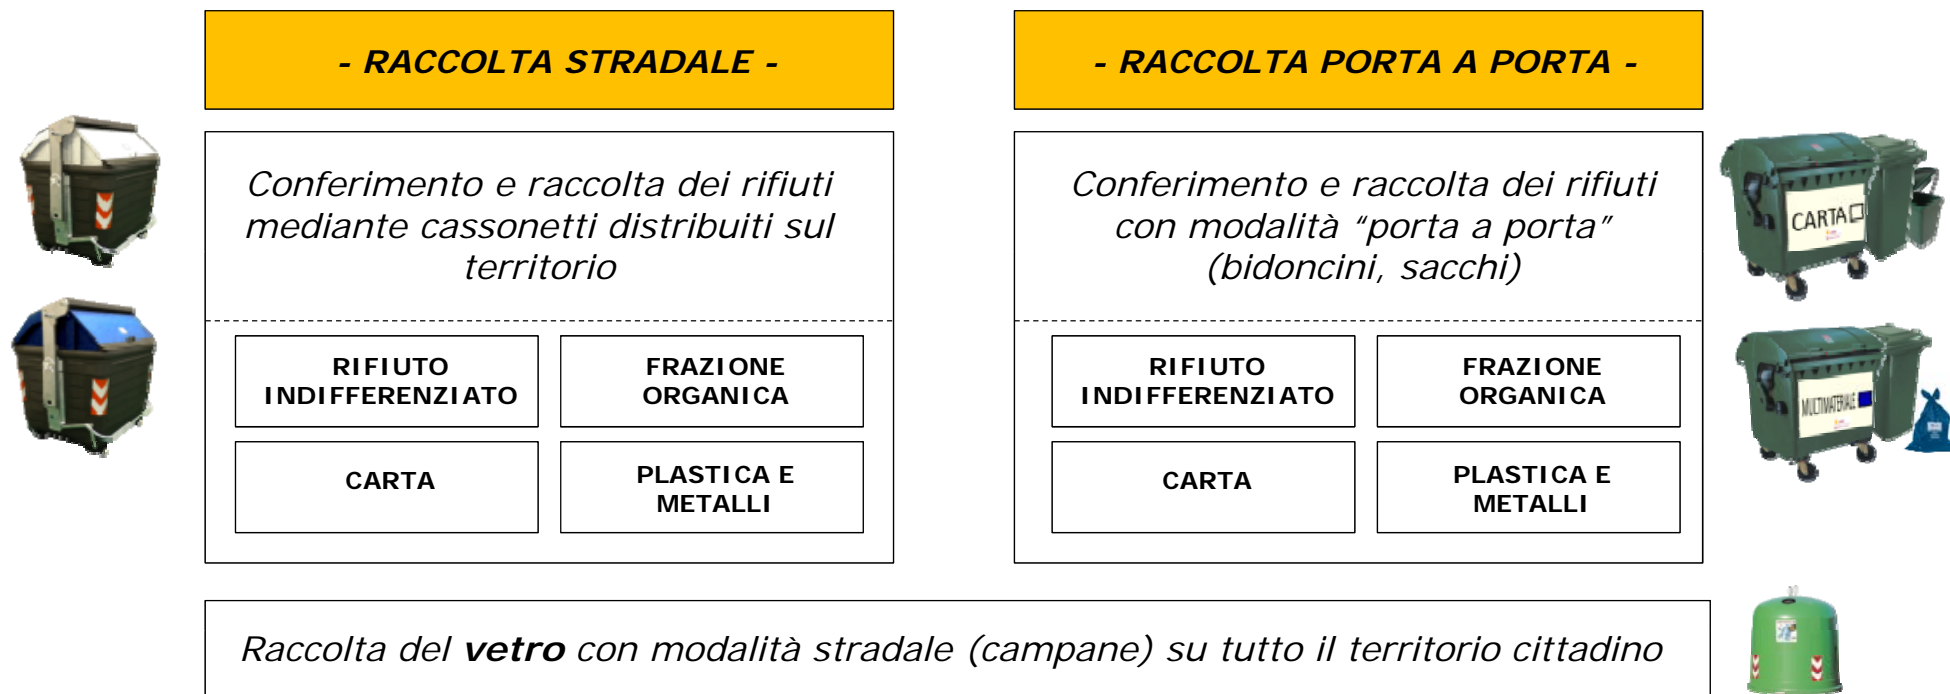 - RACCOLTA STRADALE -
Conferimento e raccolta dei rifiuti
mediante cassonetti distribuiti sul
territorio
RIFIUTO
INDIFFERENZIATO
FRAZIONE
ORGANICA
CARTA
PLASTICA E
METALLI
- RACCOLTA PORTA A PORTA -
Conferimento e raccolta dei rifiuti
con modalità “porta a porta”
(bidoncini, sacchi)
RIFIUTO
INDIFFERENZIATO
FRAZIONE
ORGANICA
CARTA
PLASTICA E
METALLI
CARTA
MULTIMATERIALE
Raccolta del vetro con modalità stradale (campane) su tutto il territorio cittadino